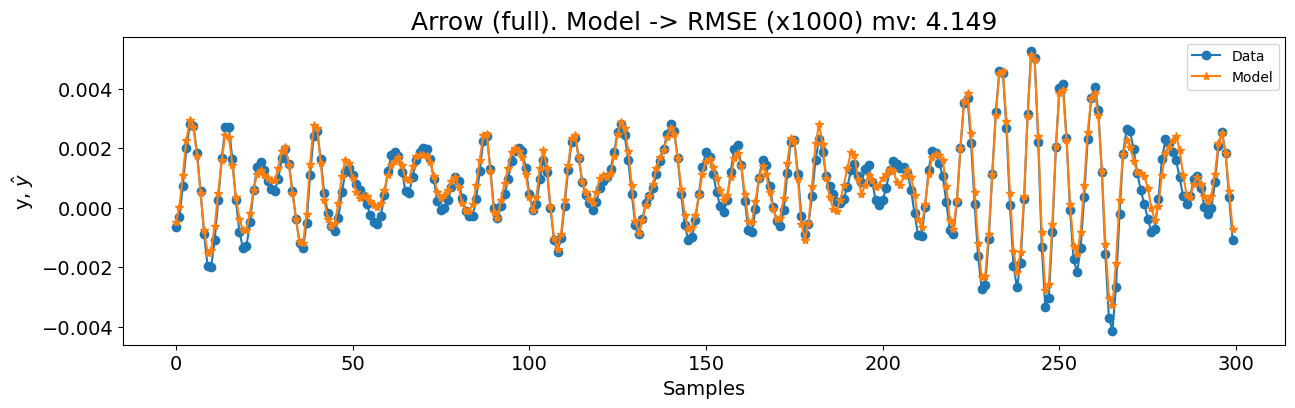 Arrow (full). Model -> RMSE (x1000) mv: 4.149
Data
Model
y, ŷ
0.004
0.002
0.000
−0.002
−0.004
0 50 100 150 200 250 300
Samples